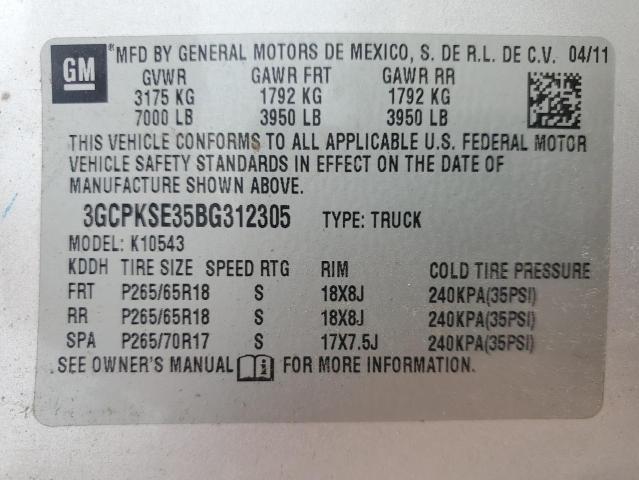 GM
MFD BY GENERAL MOTORS DE MEXICO, S. DE R.L. DE C.V. 04/11
GVWR GAWR FRT GAWR RR
3175 KG 1792 KG 1792 KG
7000 LB 3950 LB 3950 LB
THIS VEHICLE CONFORMS TO ALL APPLICABLE U.S. FEDERAL MOTOR
VEHICLE SAFETY STANDARDS IN EFFECT ON THE DATE OF
MANUFACTURE SHOWN ABOVE.
3GCPKSE35BG312305 TYPE: TRUCK
MODEL: K10543
KDDH TIRE SIZE SPEED RTG RIM COLD TIRE PRESSURE
FRT P265/65R18 S 18X8J 240KPA(35PSI)
RR P265/65R18 S 18X8J 240KPA(35PSI)
SPA P265/70R17 S 17X7.5J 240KPA(35PSI)
SEE OWNER'S MANUAL i FOR MORE INFORMATION.